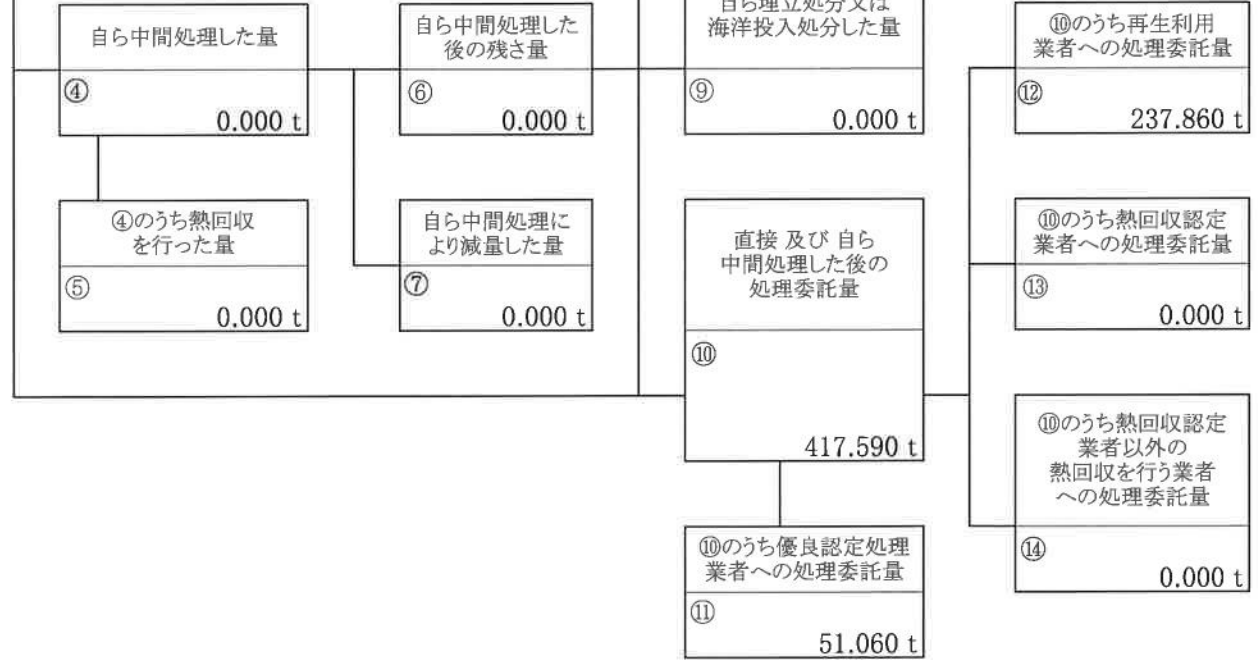 自ら中間処理した量
④
0.000 t
自ら中間処理した
後の残さ量
⑥
0.000 t
自ら埋立処分又は
海洋投入処分した量
⑨
0.000 t
⑩のうち再生利用
業者への処理委託量
⑫
237.860 t
④のうち熱回収
を行った量
⑤
0.000 t
自ら中間処理に
より減量した量
⑦
0.000 t
直接 及び 自ら
中間処理した後の
処理委託量
⑩
417.590 t
⑩のうち熱回収認定
業者への処理委託量
⑬
0.000 t
⑩のうち熱回収認定
業者以外の
熱回収を行う業者
への処理委託量
⑭
0.000 t
⑩のうち優良認定処理
業者への処理委託量
⑪
51.060 t